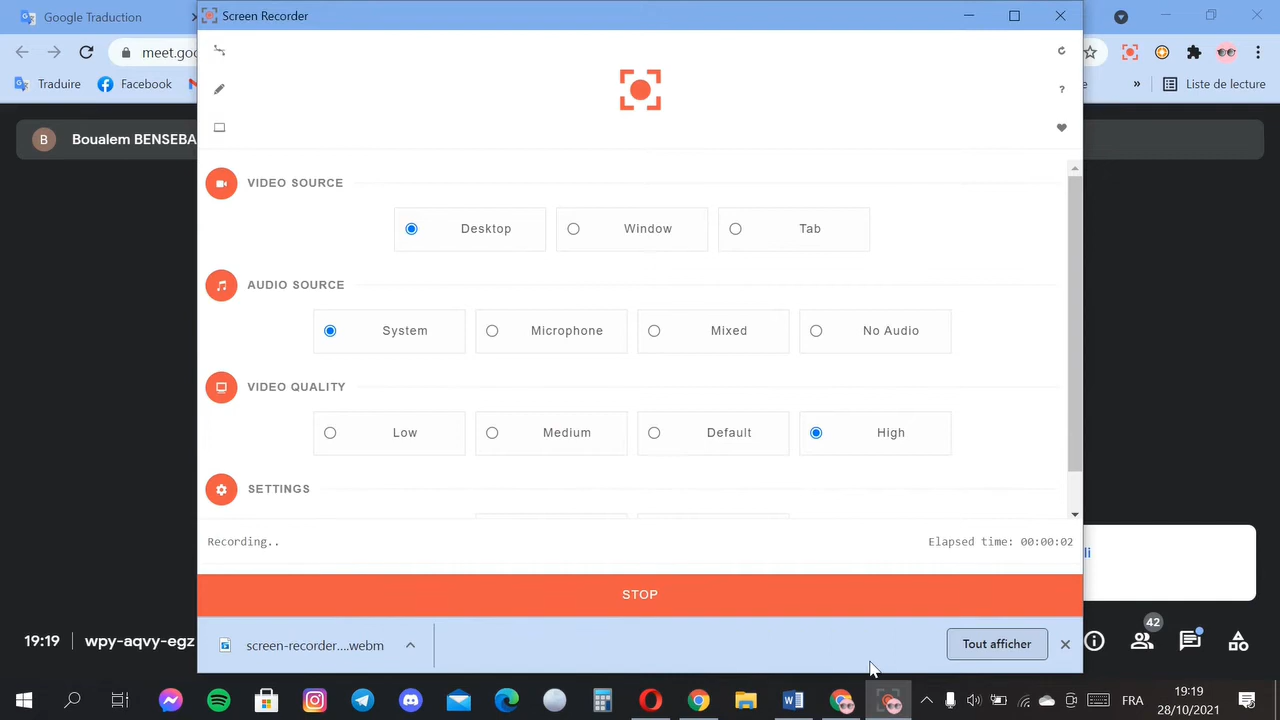 Google Traduction
Screen Recorder
meet.goo
Traduire
Facebook
»
Liste de lecture
B
Boualem BENSEBA
?
VIDEO SOURCE
Desktop
Window
Tab
AUDIO SOURCE
System
Microphone
Mixed
No Audio
VIDEO QUALITY
Low
Medium
Default
High
SETTINGS
Recording..
Elapsed time: 00:00:02
STOP
screen-recorder....webm
Tout afficher
li
19:19
wpy-aqvy-egz
42
FRA
19:19
28/10/2021